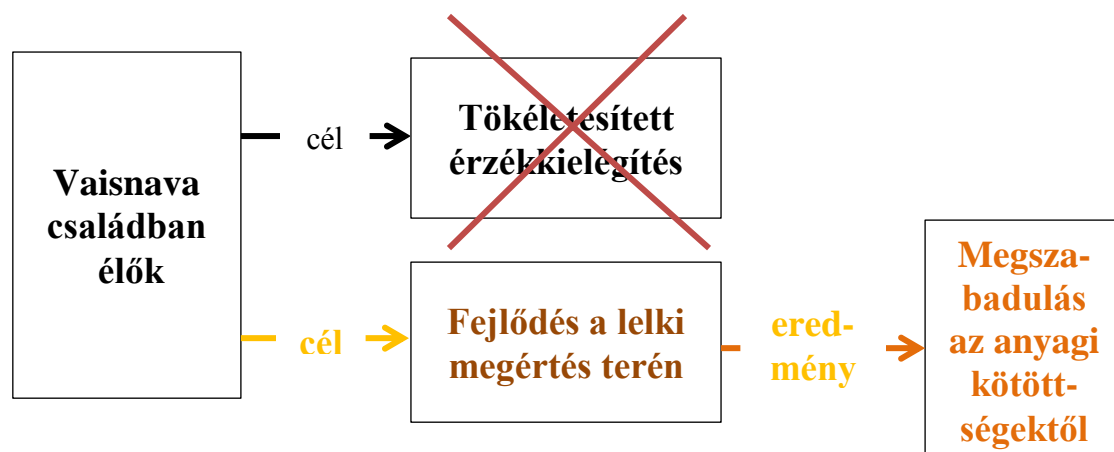 Vaisnava
családban
élők
cél
Tökéletesített
érzékkielégítés
cél
Fejlődés a lelki
megértés terén
ered-
mény
Megsza-
badulás
az anyagi
kötött-
ségektől